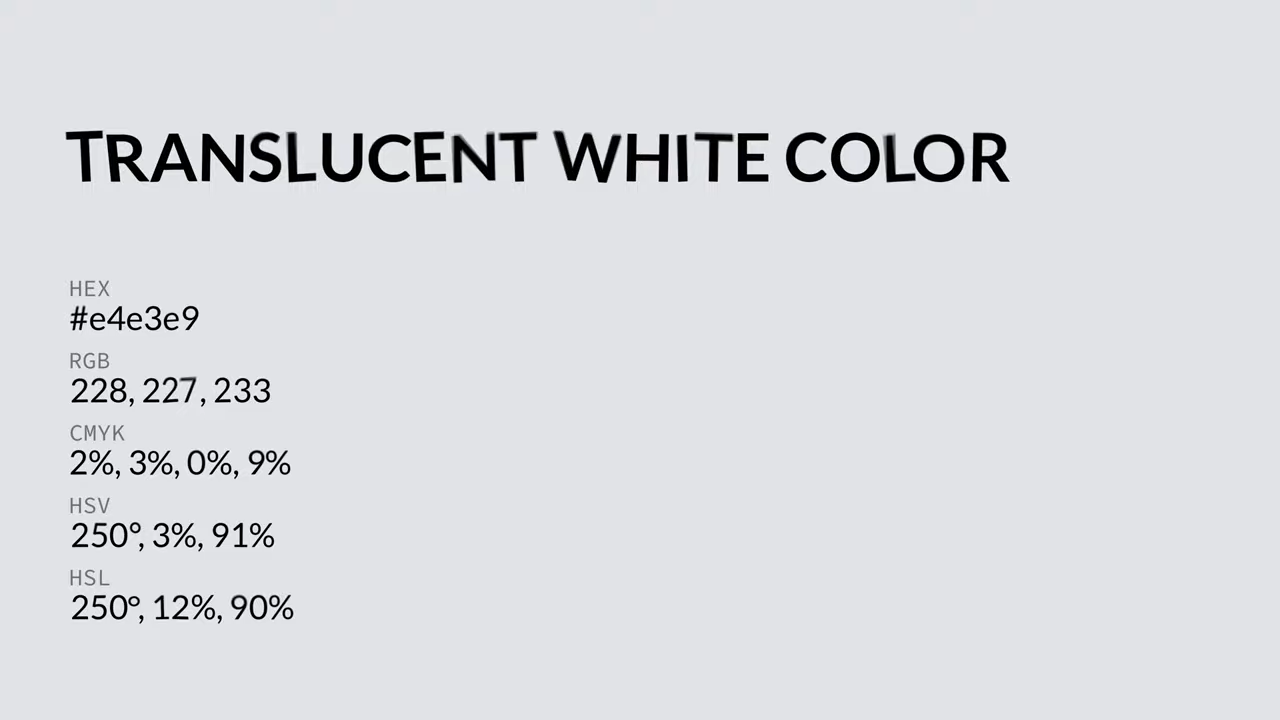 TRANSLUCENT WHITE COLOR
HEX
#e4e3e9
RGB
228, 227, 233
CMYK
2%, 3%, 0%, 9%
HSV
250°, 3%, 91%
HSL
250°, 12%, 90%